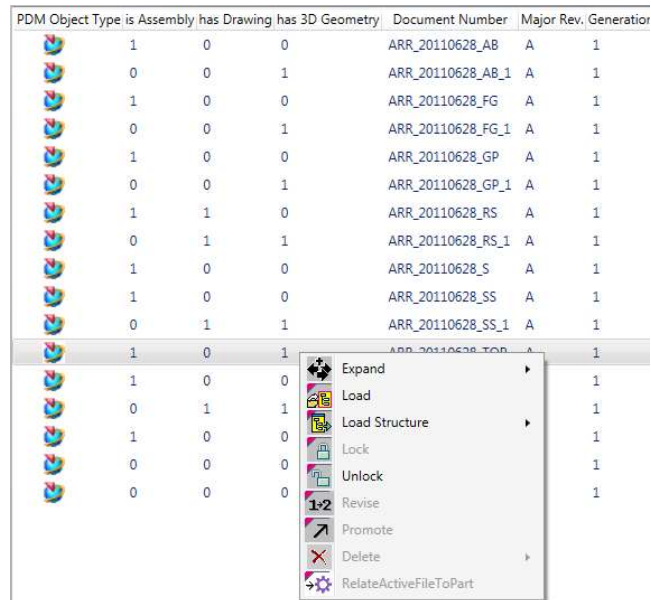 PDM Object Type is Assembly has Drawing has 3D Geometry Document Number Major Rev. Generation
1 0 0 ARR_20110628_AB A 1
0 0 1 ARR_20110628_AB_1 A 1
1 0 0 ARR_20110628_FG A 1
0 0 1 ARR_20110628_FG_1 A 1
1 0 0 ARR_20110628_GP A 1
0 0 1 ARR_20110628_GP_1 A 1
1 1 0 ARR_20110628_RS A 1
0 1 1 ARR_20110628_RS_1 A 1
1 0 0 ARR_20110628_S A 1
1 0 0 ARR_20110628_SS A 1
0 1 1 ARR_20110628_SS_1 A 1
1 0 1 ARR_20110628_TOP A 1
Expand
1 0 0 1
Load
0 1 1 1
Load Structure
1 0 0 1
Lock
0 0 0 1
Unlock
0 0 0 1
1→2 Revise
Promote
Delete
RelateActiveFileToPart